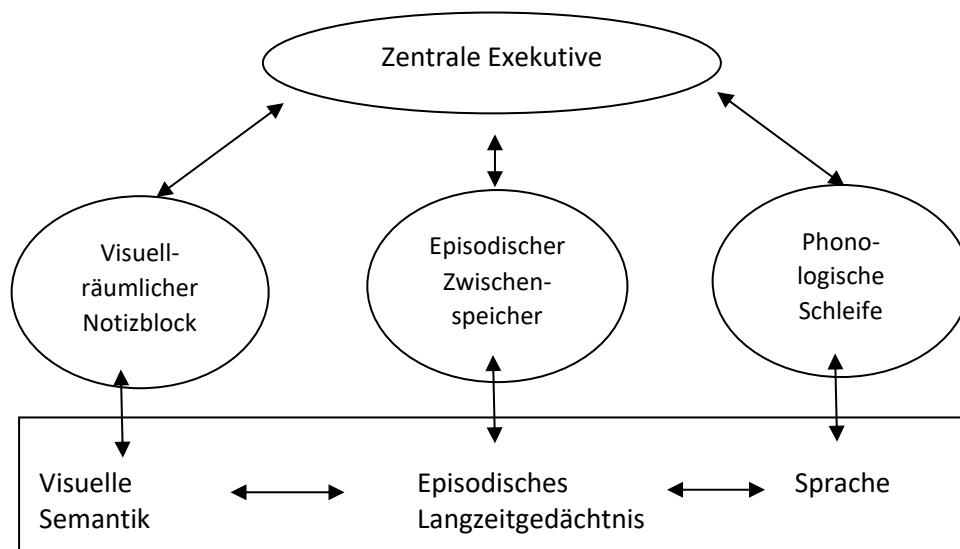 Zentrale Exekutive
Visuell-
räumlicher
Notizblock
Episodischer
Zwischen-
speicher
Phono-
logische
Schleife
Visuelle
Semantik
Episodisches
Langzeitgedächtnis
Sprache